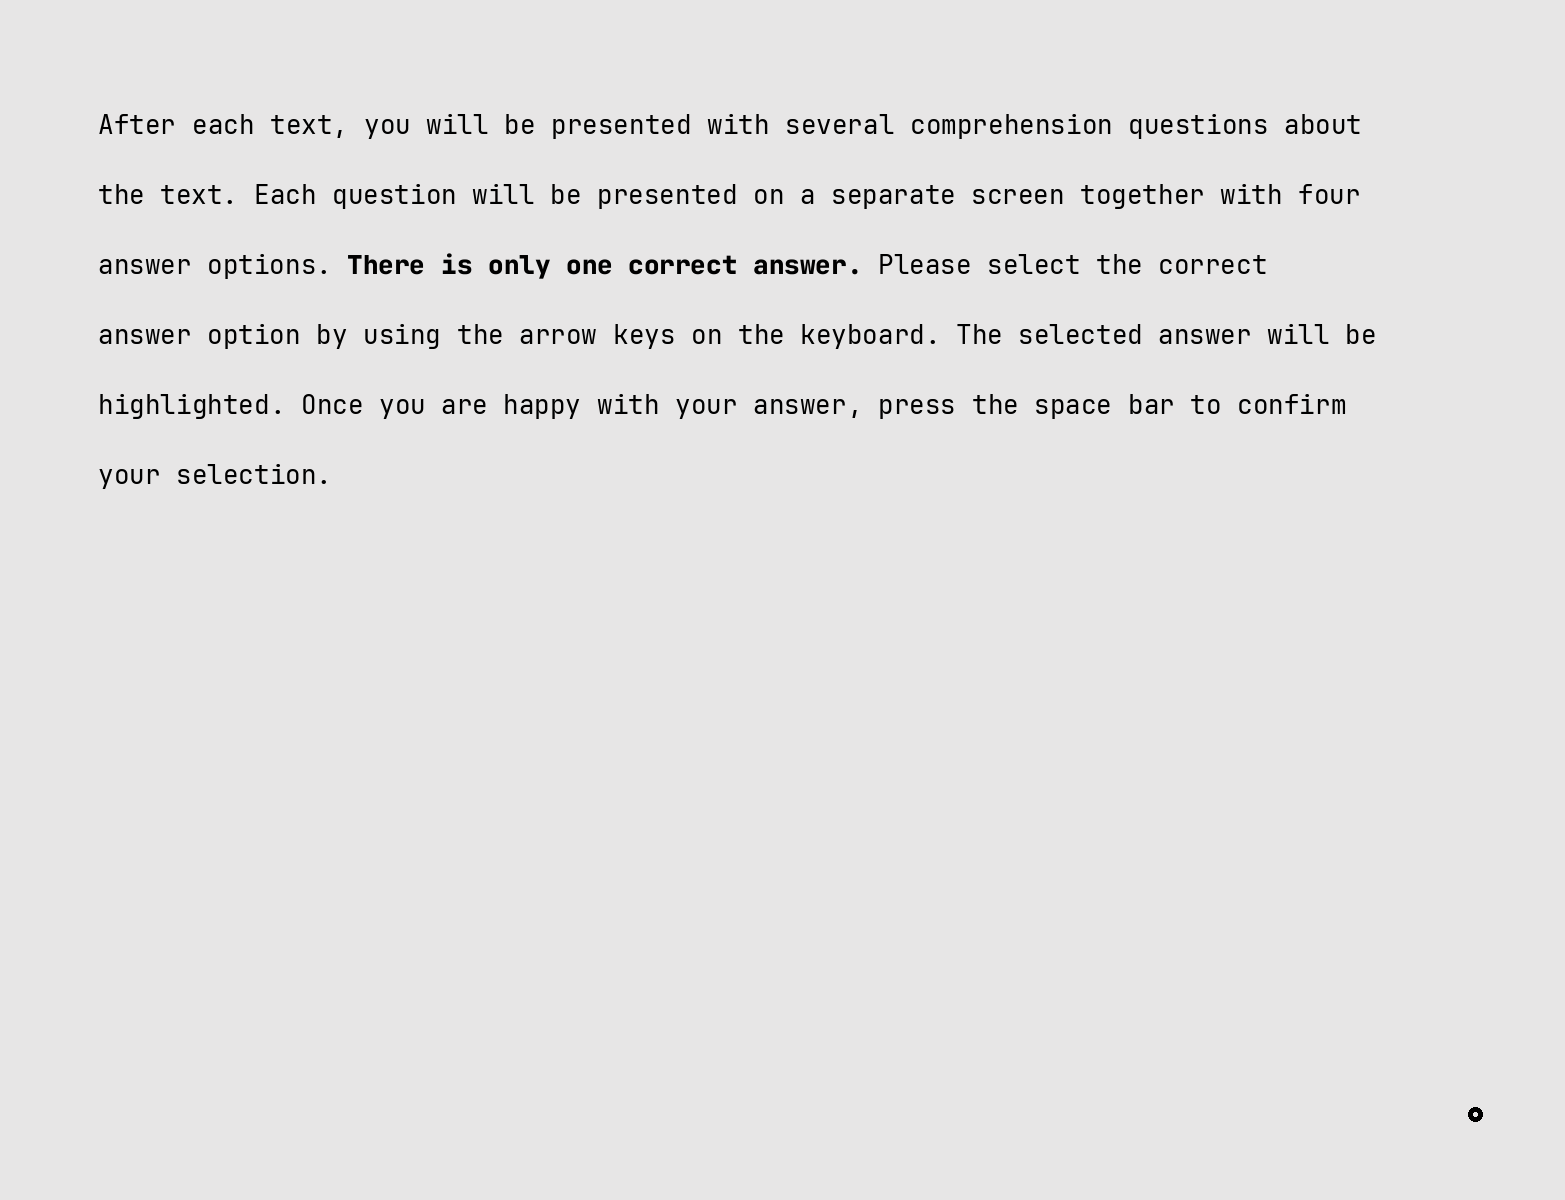 After each text, you will be presented with several comprehension questions about
the text. Each question will be presented on a separate screen together with four
answer options. There is only one correct answer. Please select the correct
answer option by using the arrow keys on the keyboard. The selected answer will be
highlighted. Once you are happy with your answer, press the space bar to confirm
your selection.